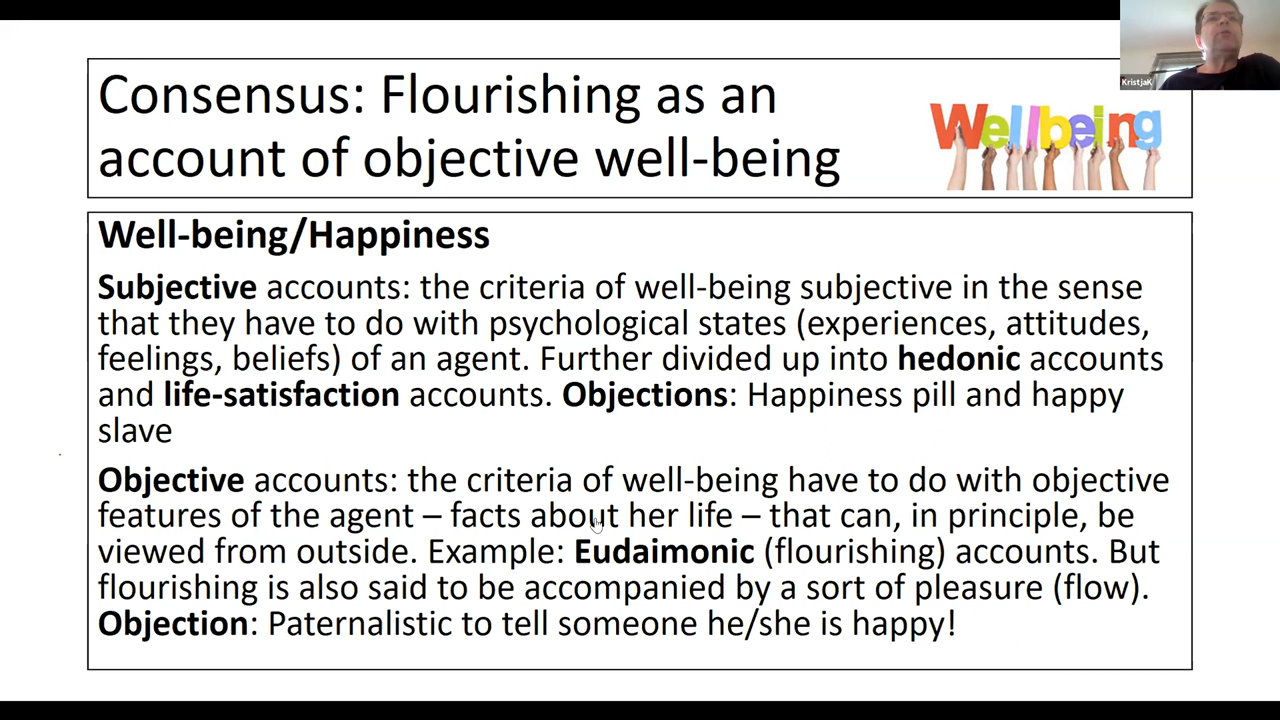 Consensus: Flourishing as an
account of objective well-being
Wellbeing
KristjaK
Well-being/Happiness
Subjective accounts: the criteria of well-being subjective in the sense
that they have to do with psychological states (experiences, attitudes,
feelings, beliefs) of an agent. Further divided up into hedonic accounts
and life-satisfaction accounts. Objections: Happiness pill and happy
slave
Objective accounts: the criteria of well-being have to do with objective
features of the agent – facts about her life – that can, in principle, be
viewed from outside. Example: Eudaimonic (flourishing) accounts. But
flourishing is also said to be accompanied by a sort of pleasure (flow).
Objection: Paternalistic to tell someone he/she is happy!